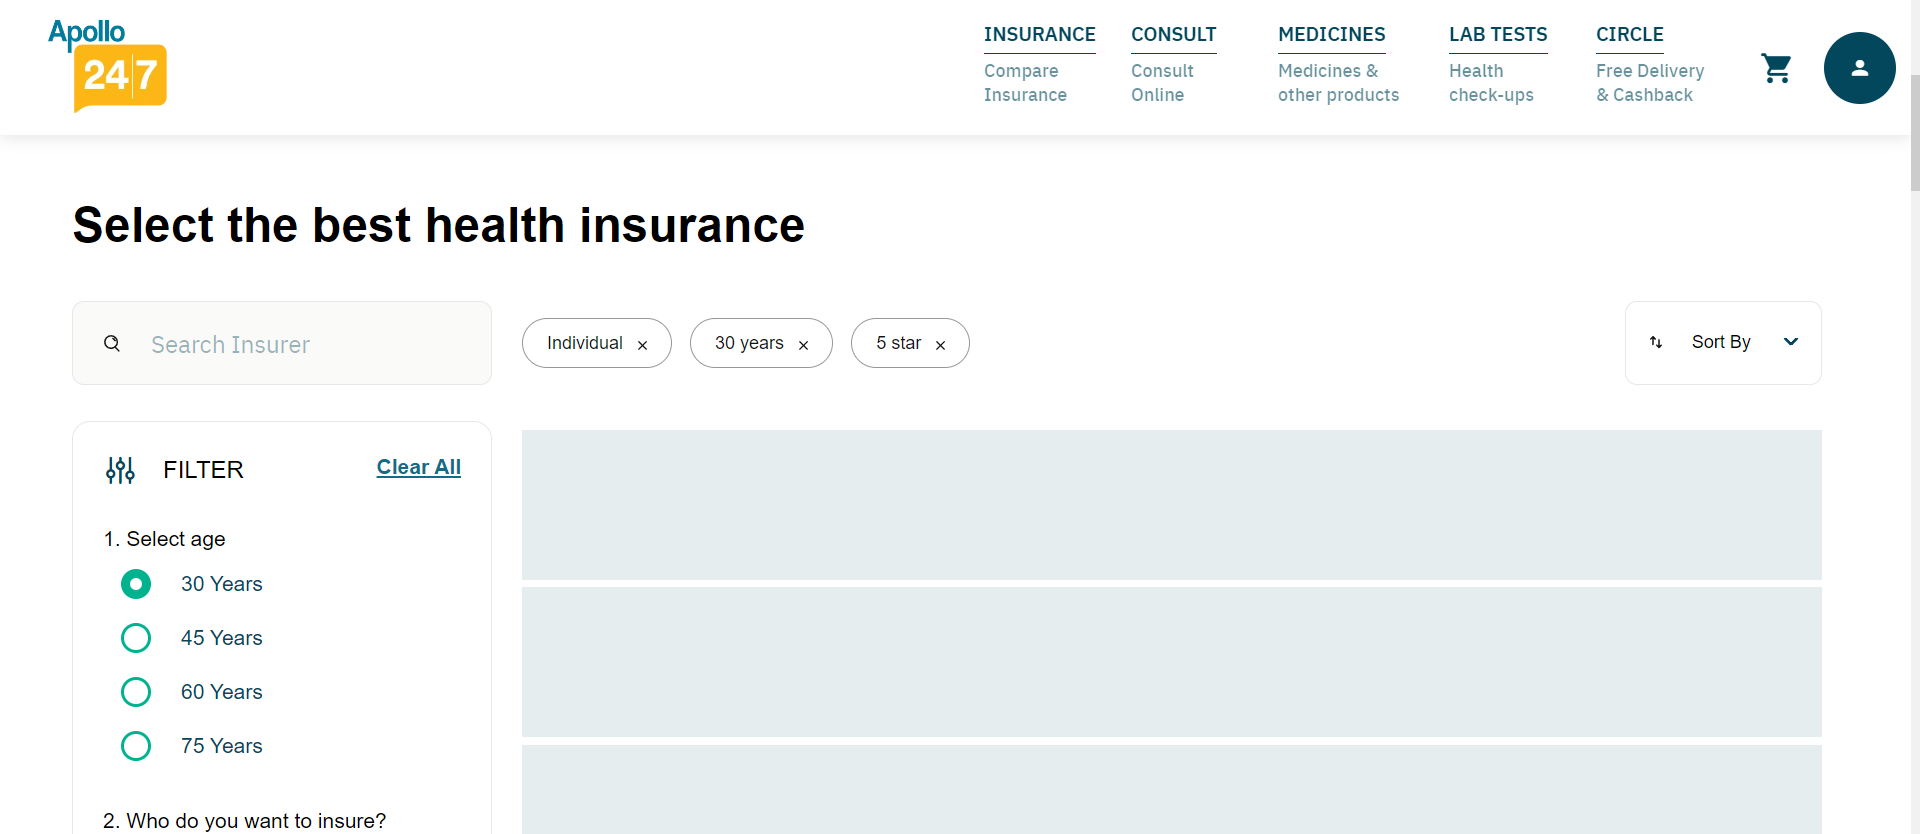 Apollo
24|7
INSURANCE
Compare
Insurance
CONSULT
Consult
Online
MEDICINES
Medicines &
other products
LAB TESTS
Health
check-ups
CIRCLE
Free Delivery
& Cashback
Select the best health insurance
Search Insurer
Individual ×
30 years ×
5 star ×
Sort By
FILTER
Clear All
1. Select age
30 Years
45 Years
60 Years
75 Years
2. Who do you want to insure?